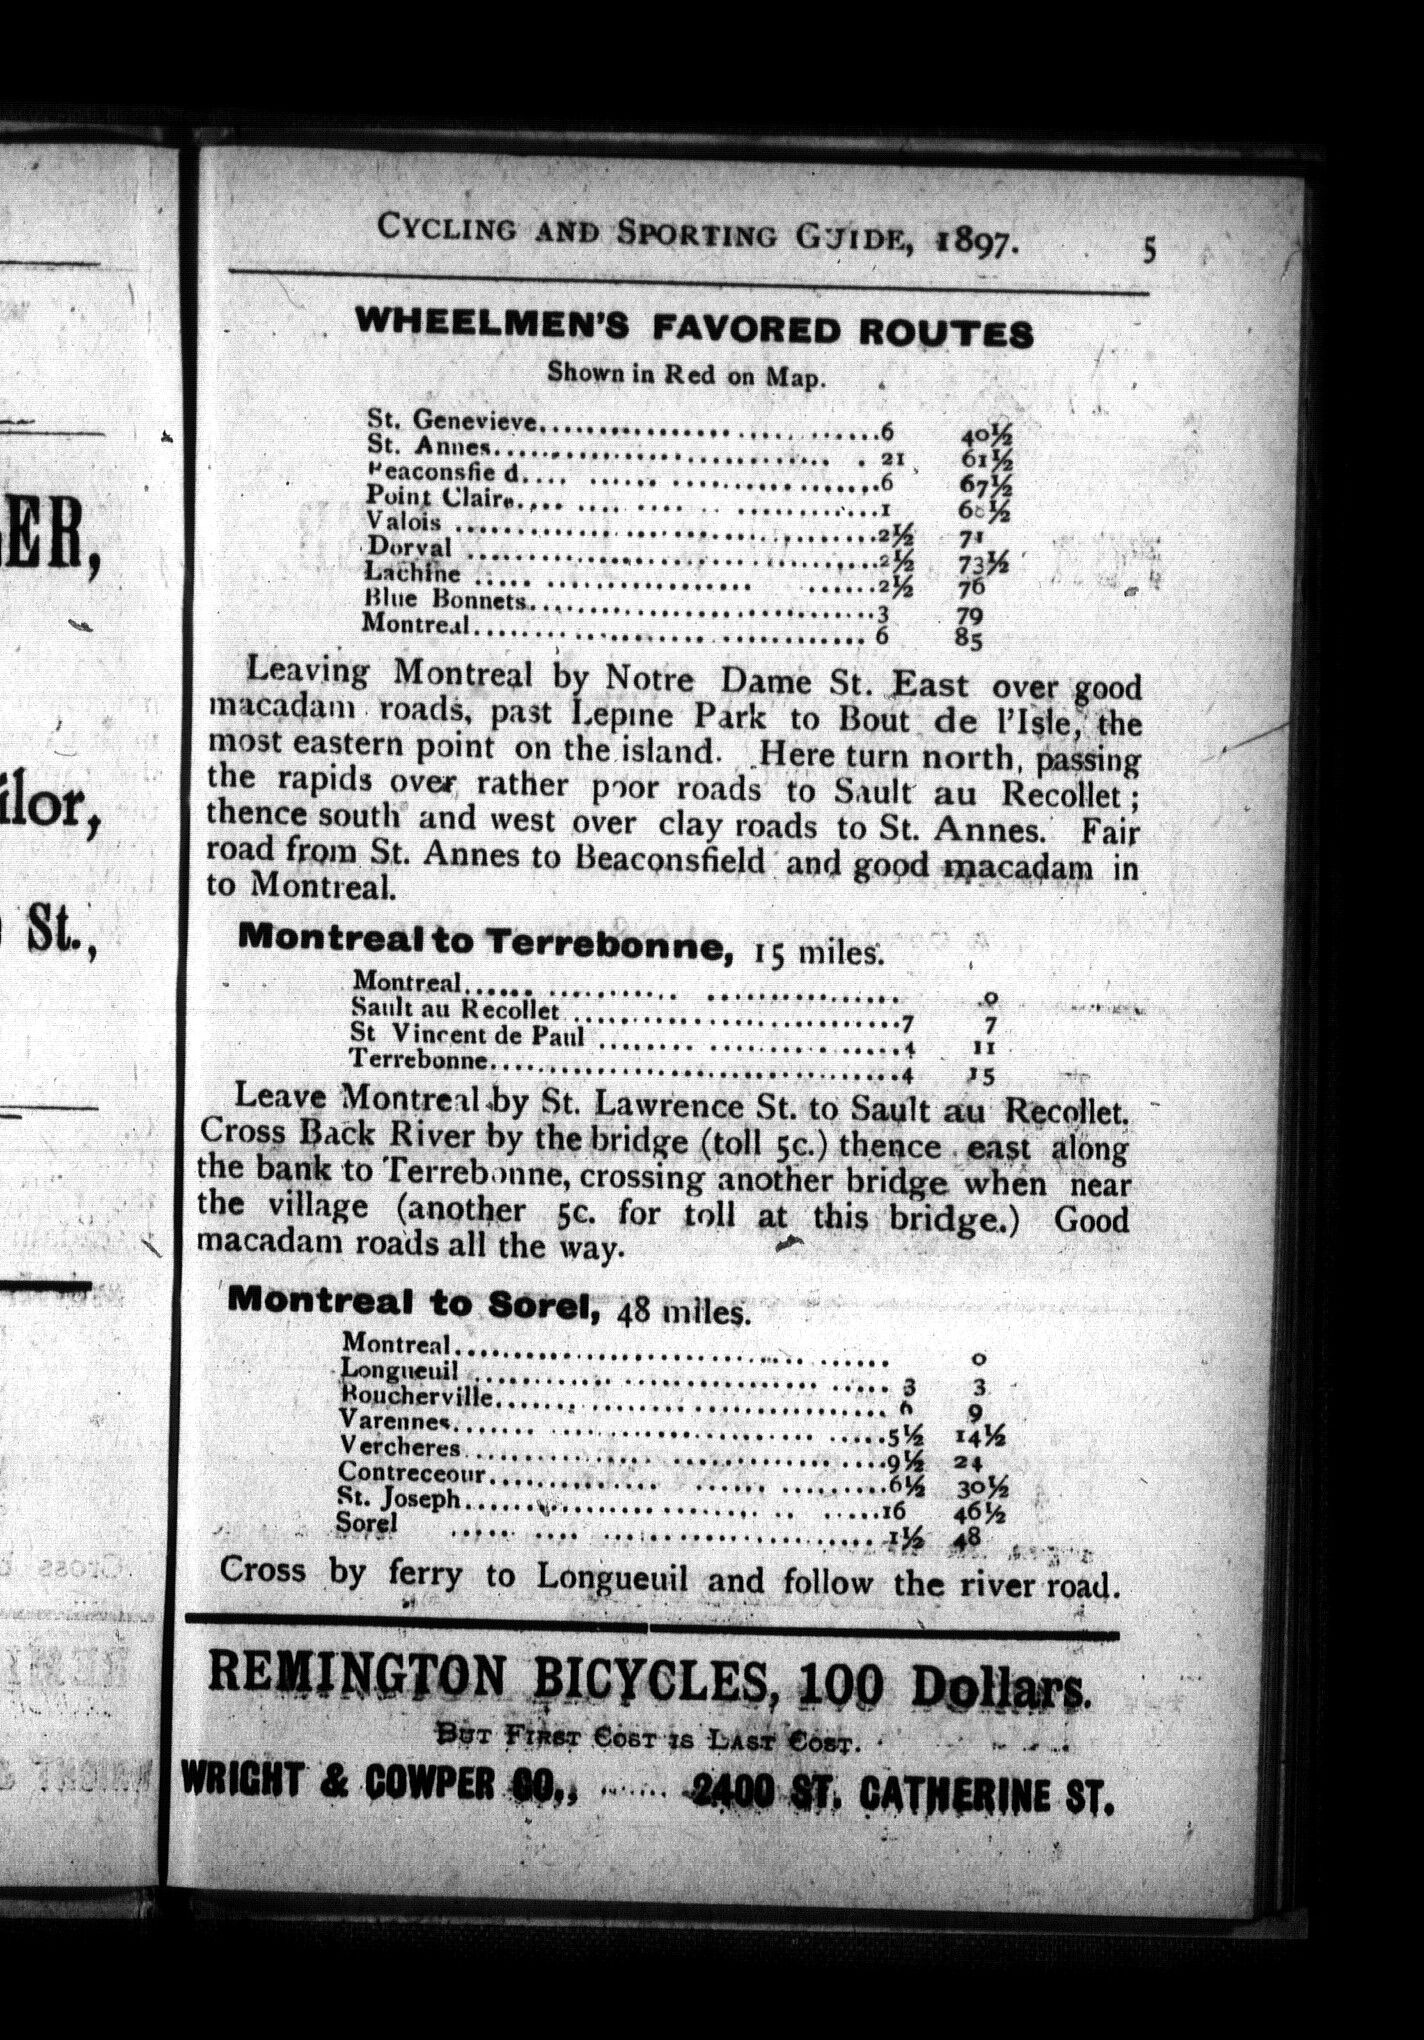 CYCLING AND SPORTING GUIDE, 1897. 5
WHEELMEN'S FAVORED ROUTES
Shown in Red on Map.
St. Genevieve.......................6 40½
St. Annes.......................21 61½
Beaconsfie d.......................6 67½
Point Claire.......................1 68½
Valois.......................2½ 71
Dorval.......................2½ 73½
Lachine.......................2½ 76
Blue Bonnets.......................3 79
Montreal.......................6 85
Leaving Montreal by Notre Dame St. East over good
macadam roads, past Lepine Park to Bout de l'Isle, the
most eastern point on the island. Here turn north, passing
the rapids over rather poor roads to Sault au Recollet;
thence south and west over clay roads to St. Annes. Fair
road from St. Annes to Beaconsfield and good macadam in
to Montreal.
Montreal to Terrebonne, 15 miles.
Montreal....................... 0
Sault au Recollet.......................7 7
St Vincent de Paul.......................4 11
Terrebonne.......................4 15
Leave Montreal by St. Lawrence St. to Sault au Recollet.
Cross Back River by the bridge (toll 5c.) thence east along
the bank to Terrebonne, crossing another bridge when near
the village (another 5c. for toll at this bridge.) Good
macadam roads all the way.
Montreal to Sorel, 48 miles.
Montreal....................... 0
Longueuil.......................3 3
Boucherville.......................6 9
Varennes.......................5½ 14½
Vercheres.......................9½ 24
Contreceour.......................6½ 30½
St. Joseph.......................16 46½
Sorel.......................1½ 48
Cross by ferry to Longueuil and follow the river road.
REMINGTON BICYCLES, 100 Dollars.
BUT FIRST COST IS LAST COST.
WRIGHT & COWPER CO., ...... 2400 ST. CATHERINE ST.
ER,
ilor,
St.,